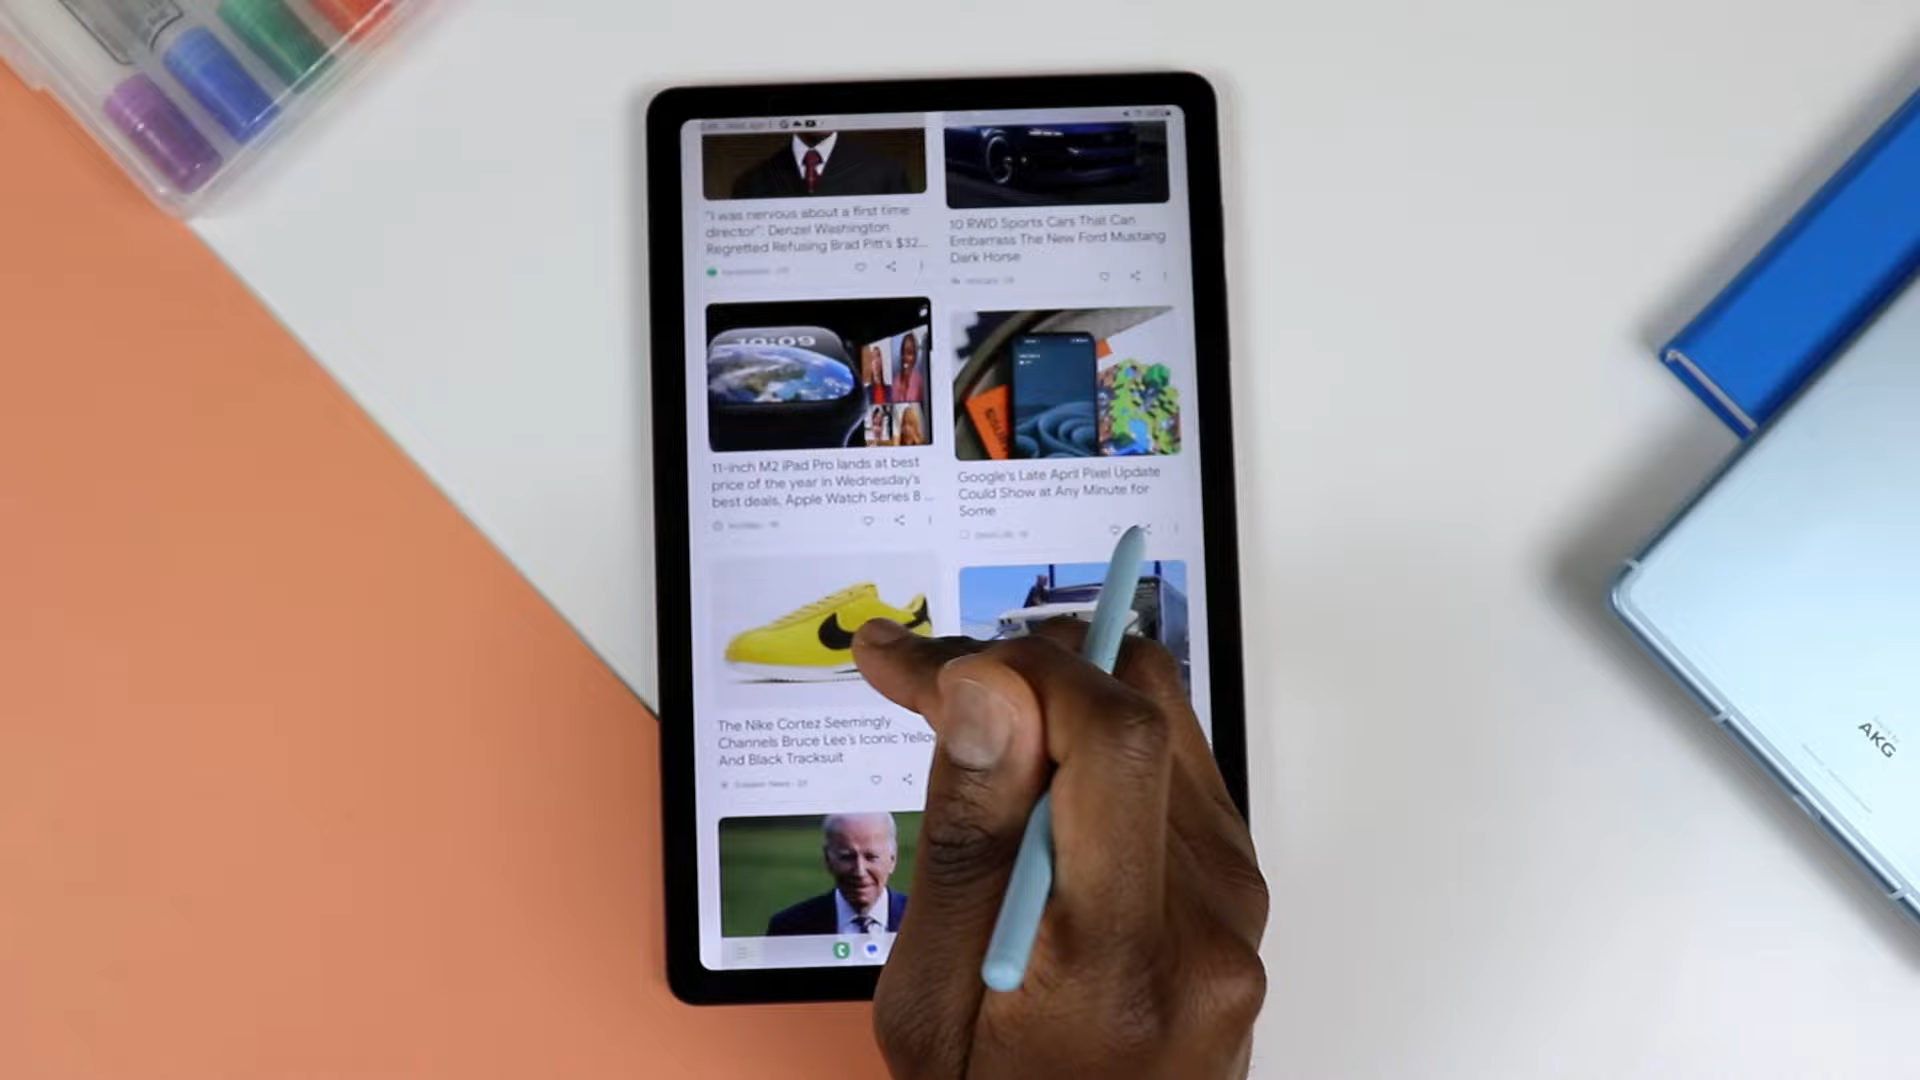 "I was nervous about a first time
director": Denzel Washington
Regretted Refusing Brad Pitt's $32...
10 RWD Sports Cars That Can
Embarrass The New Ford Mustang
Dark Horse
10:09
11-inch M2 iPad Pro lands at best
price of the year in Wednesday's
best deals, Apple Watch Series 8 ...
Google's Late April Pixel Update
Could Show at Any Minute for
Some
The Nike Cortez Seemingly
Channels Bruce Lee's Iconic Yellow
And Black Tracksuit
AKG